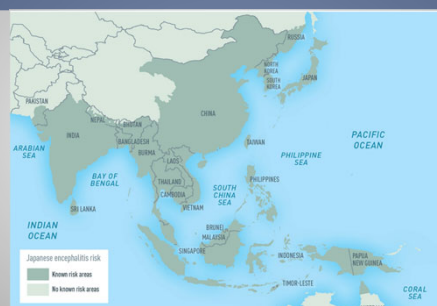 RUSSIA
NORTH
KOREA
SOUTH
KOREA
JAPAN
PAKISTAN
NEPAL
BHUTAN
CHINA
INDIA
BANGLADESH
BURMA
TAIWAN
PACIFIC
OCEAN
ARABIAN
SEA
LAOS
PHILIPPINE
SEA
BAY OF
BENGAL
THAILAND
CAMBODIA
SOUTH
CHINA
SEA
PHILIPPINES
VIETNAM
SRI LANKA
INDIAN
OCEAN
BRUNEI
MALAYSIA
SINGAPORE
INDONESIA
PAPUA
NEW GUINEA
TIMOR-LESTE
CORAL
SEA
Japanese encephalitis risk
Known risk areas
No known risk areas